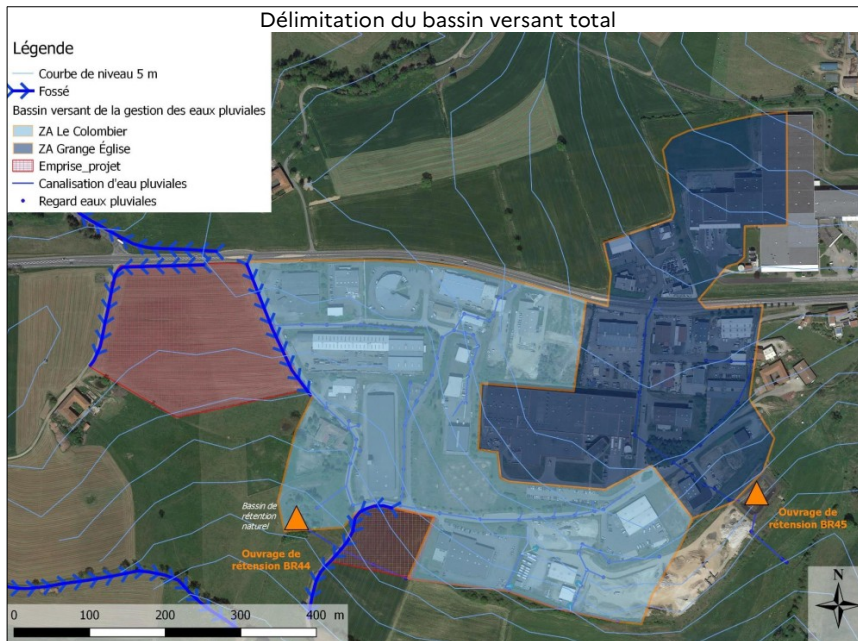 Délimitation du bassin versant total
Légende
Courbe de niveau 5 m
Fossé
Bassin versant de la gestion des eaux pluviales
ZA Le Colombier
ZA Grange Église
Emprise_projet
Canalisation d'eau pluviales
Regard eaux pluviales
Bassin de
rétention
naturel
Ouvrage de
rétension BR44
Ouvrage de
rétension BR45
0 100 200 300 400 m
N